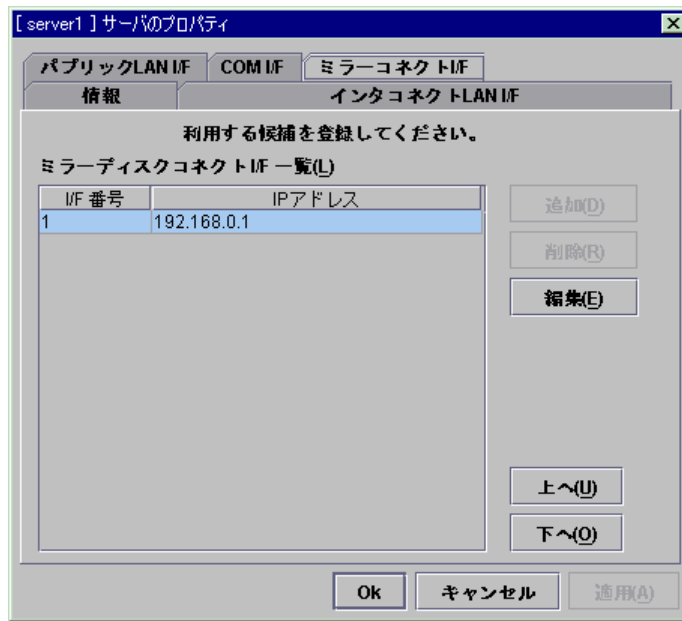 [ server1 ] サーバのプロパティ
パブリックLAN I/F COM I/F ミラーコネクトI/F
情報 インタコネクトLAN I/F
利用する候補を登録してください。
ミラーディスクコネクトI/F 一覧(L)
I/F 番号 IPアドレス
1 192.168.0.1
追加(D)
削除(R)
編集(E)
上へ(U)
下へ(O)
Ok キャンセル 適用(A)